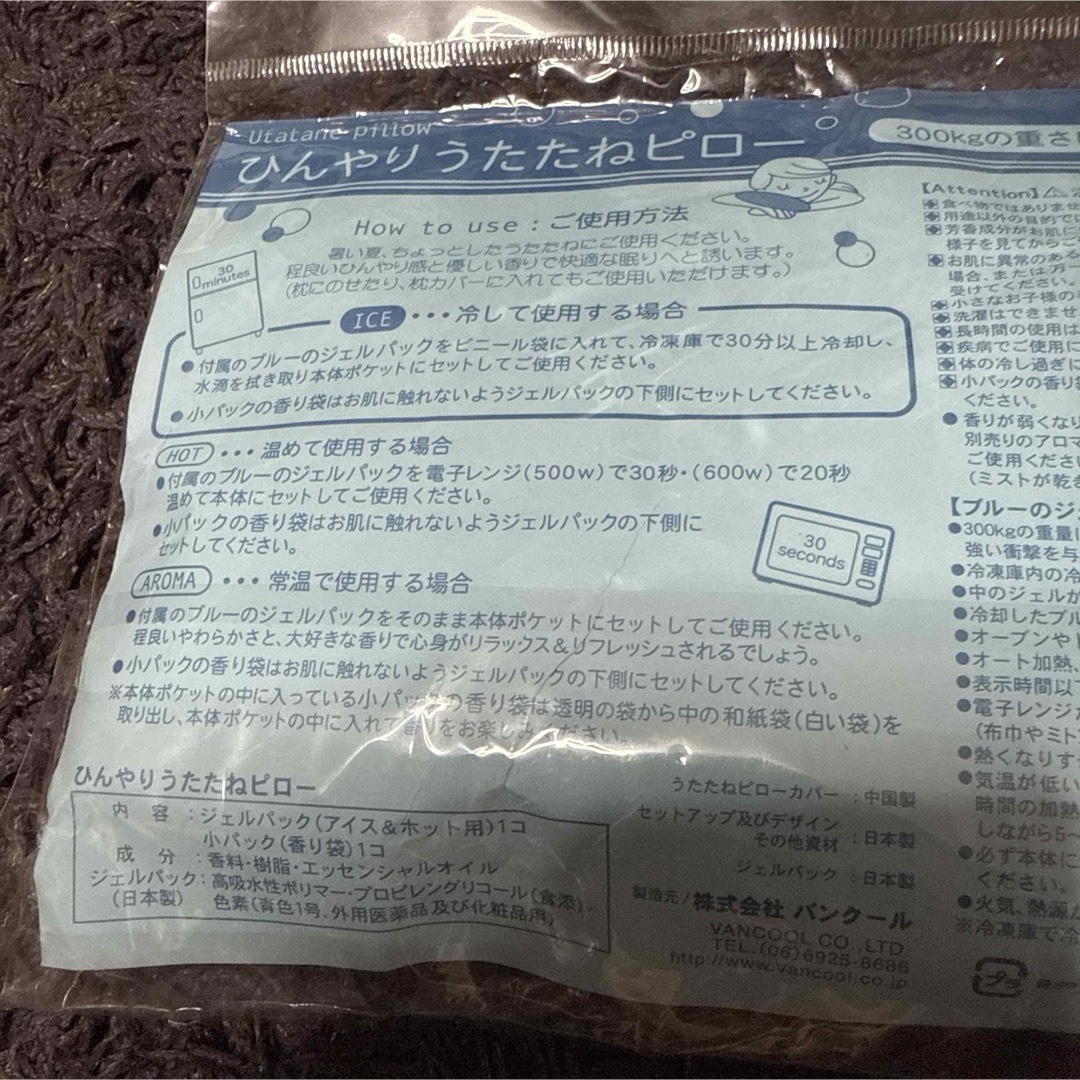 Utatane pillow
ひんやりうたたねピロー
300kgの重さ
How to use : ご使用方法
暑い夏、ちょっとしたうたたねにご使用ください。
程良いひんやり感と優しい香りで快適な眠りへと誘います。
(枕にのせたり、枕カバーに入れてもご使用いただけます。)
30
minutes
ICE ･･･冷して使用する場合
●付属のブルーのジェルパックをビニール袋に入れて、冷凍庫で30分以上冷却し、
水滴を拭き取り本体ポケットにセットしてご使用ください。
●小パックの香り袋はお肌に触れないようジェルパックの下側にセットしてください。
HOT ･･･温めて使用する場合
●付属のブルーのジェルパックを電子レンジ(500w)で30秒・(600w)で20秒
温めて本体にセットしてご使用ください。
●小パックの香り袋はお肌に触れないようジェルパックの下側に
セットしてください。
30
seconds
AROMA ･･･ 常温で使用する場合
●付属のブルーのジェルパックをそのまま本体ポケットにセットしてご使用ください。
程良いやわらかさと、大好きな香りで心身がリラックス&リフレッシュされるでしょう。
●小パックの香り袋はお肌に触れないようジェルパックの下側にセットしてください。
※本体ポケットの中に入っている小パックの香り袋は透明の袋から中の和紙袋(白い袋)を
取り出し、本体ポケットの中に入れて香りをお楽しみください。
ひんやりうたたねピロー
内 容 : ジェルパック(アイス&ホット用)1コ
小パック(香り袋)1コ
成 分 : 香料・樹脂・エッセンシャルオイル
ジェルパック : 高吸水性ポリマー・プロピレングリコール(食添)。
(日本製) 色素(青色1号、外用医薬品及び化粧品用)
うたたねピローカバー : 中国製
セットアップ及びデザイン
その他資材 : 日本製
ジェルパック : 日本製
製造元/株式会社 バンクール
VANCOOL CO.,LTD
TEL.(06)6925-8686
http://www.vancool.co.jp
【Attention】⚠
食べ物ではありませ
用途以外の目的では
芳香成分がお肌に
様子を見てからご
お肌に異常のある
場合、または万一
受けてください。
小さなお子様の
洗濯はできませ
長時間の使用は
疾病でご使用に
体の冷し過ぎに
小パックの香り
ください。
●香りが弱くなり
別売りのアロマ
ご使用くださ
(ミストが乾き
【ブルーのジ
●300kgの重量
強い衝撃を与
●冷凍庫内の冷
●中のジェルが
●冷却したブル
●オーブンやト
●オート加熱、
●表示時間以
●電子レンジか
(布巾やミト
●熱くなりす
●気温が低い
時間の加熱
しながら5〜
●必ず本体に
ください。
●火気、熱源
※冷凍庫で冷
プラ